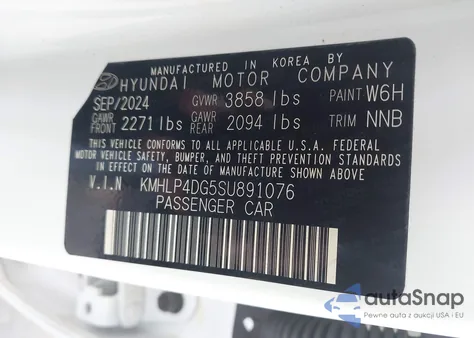 MANUFACTURED IN KOREA BY
HYUNDAI MOTOR COMPANY
SEP/2024 GVWR 3858 lbs PAINT W6H
GAWR FRONT 2271 lbs GAWR REAR 2094 lbs TRIM NNB
THIS VEHICLE CONFORMS TO ALL APPLICABLE U.S.A. FEDERAL
MOTOR VEHICLE SAFETY, BUMPER, AND THEFT PREVENTION STANDARDS
IN EFFECT ON THE DATE OF MANUFACTURE SHOWN ABOVE.
V.I.N KMHLP4DG5SU891076
PASSENGER CAR
autoSnap
Pewne auta z aukcji USA i EU